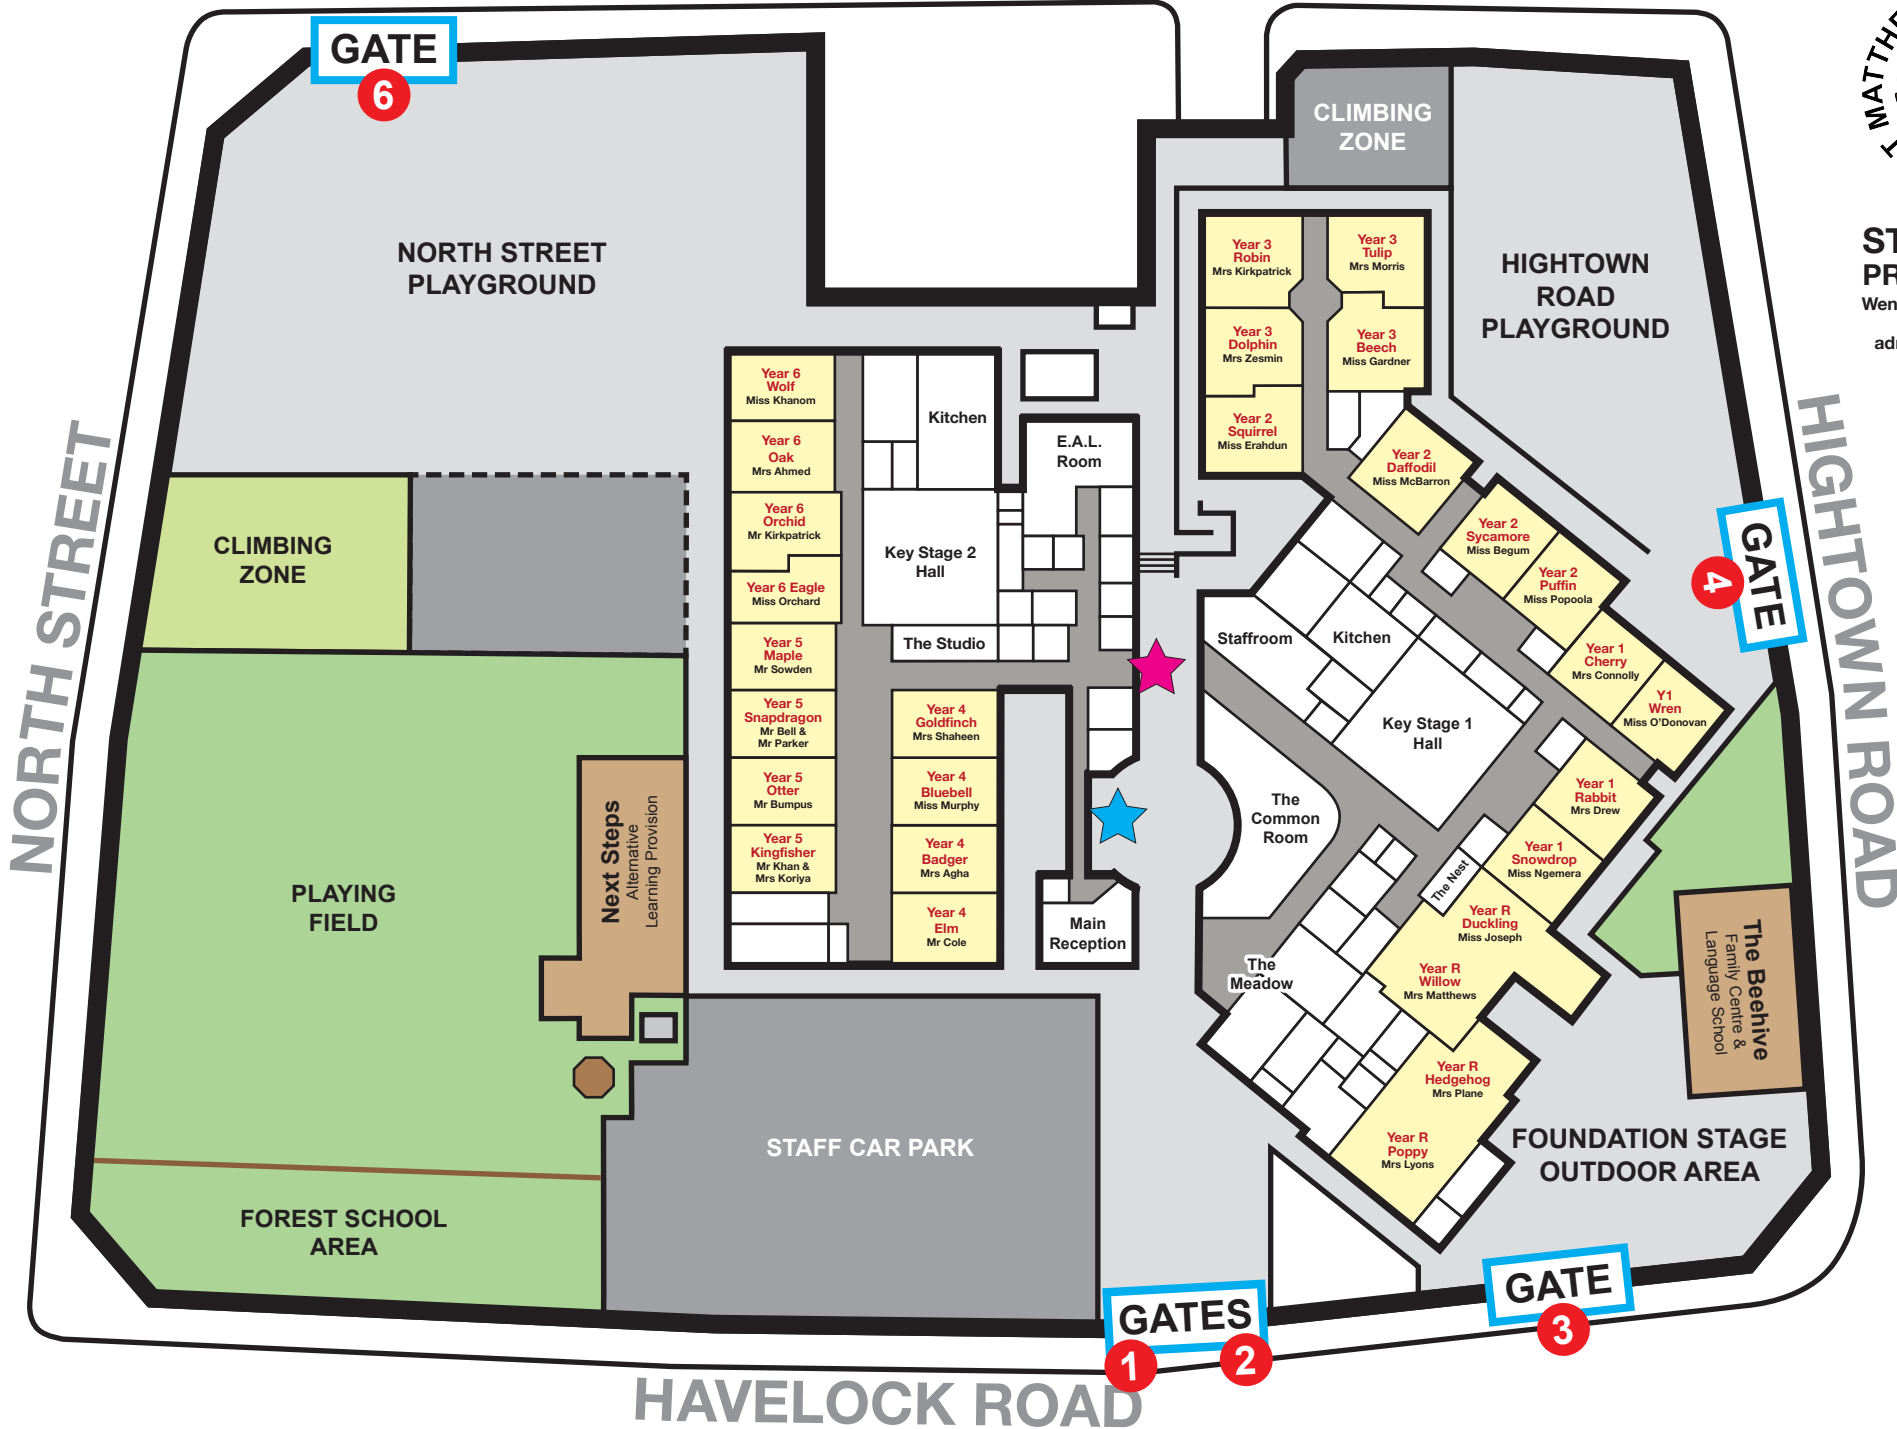 GATE
6
CLIMBING
ZONE
MATTHE
T
ST
PR
Wen
adr
NORTH STREET
PLAYGROUND
HIGHTOWN
ROAD
PLAYGROUND
Year 3
Robin
Mrs Kirkpatrick
Year 3
Tulip
Mrs Morris
Year 3
Dolphin
Mrs Zesmin
Year 3
Beech
Miss Gardner
Year 2
Squirrel
Miss Erahdun
Year 2
Daffodil
Miss McBarron
Year 2
Sycamore
Miss Begum
Year 2
Puffin
Miss Popoola
Year 1
Cherry
Mrs Connolly
Y1
Wren
Miss O'Donovan
Year 6
Wolf
Miss Khanom
Year 6
Oak
Mrs Ahmed
Year 6
Orchid
Mr Kirkpatrick
Year 6 Eagle
Miss Orchard
Year 5
Maple
Mr Sowden
Year 5
Snapdragon
Mr Bell &
Mr Parker
Year 5
Otter
Mr Bumpus
Year 5
Kingfisher
Mr Khan &
Mrs Koriya
Kitchen
E.A.L.
Room
Key Stage 2
Hall
The Studio
Year 4
Goldfinch
Mrs Shaheen
Year 4
Bluebell
Miss Murphy
Year 4
Badger
Mrs Agha
Year 4
Elm
Mr Cole
Main
Reception
Staffroom
Kitchen
Key Stage 1
Hall
The
Common
Room
The
Meadow
Year 1
Rabbit
Mrs Drew
Year 1
Snowdrop
Miss Ngemera
The Nest
Year R
Duckling
Miss Joseph
Year R
Willow
Mrs Matthews
Year R
Hedgehog
Mrs Plane
Year R
Poppy
Mrs Lyons
CLIMBING
ZONE
NORTH STREET
GATE
4
HIGHTOWN ROAD
PLAYING
FIELD
Next Steps
Alternative
Learning Provision
The Beehive
Family Centre &
Language School
STAFF CAR PARK
FOREST SCHOOL
AREA
FOUNDATION STAGE
OUTDOOR AREA
GATES
1
2
GATE
3
HAVELOCK ROAD